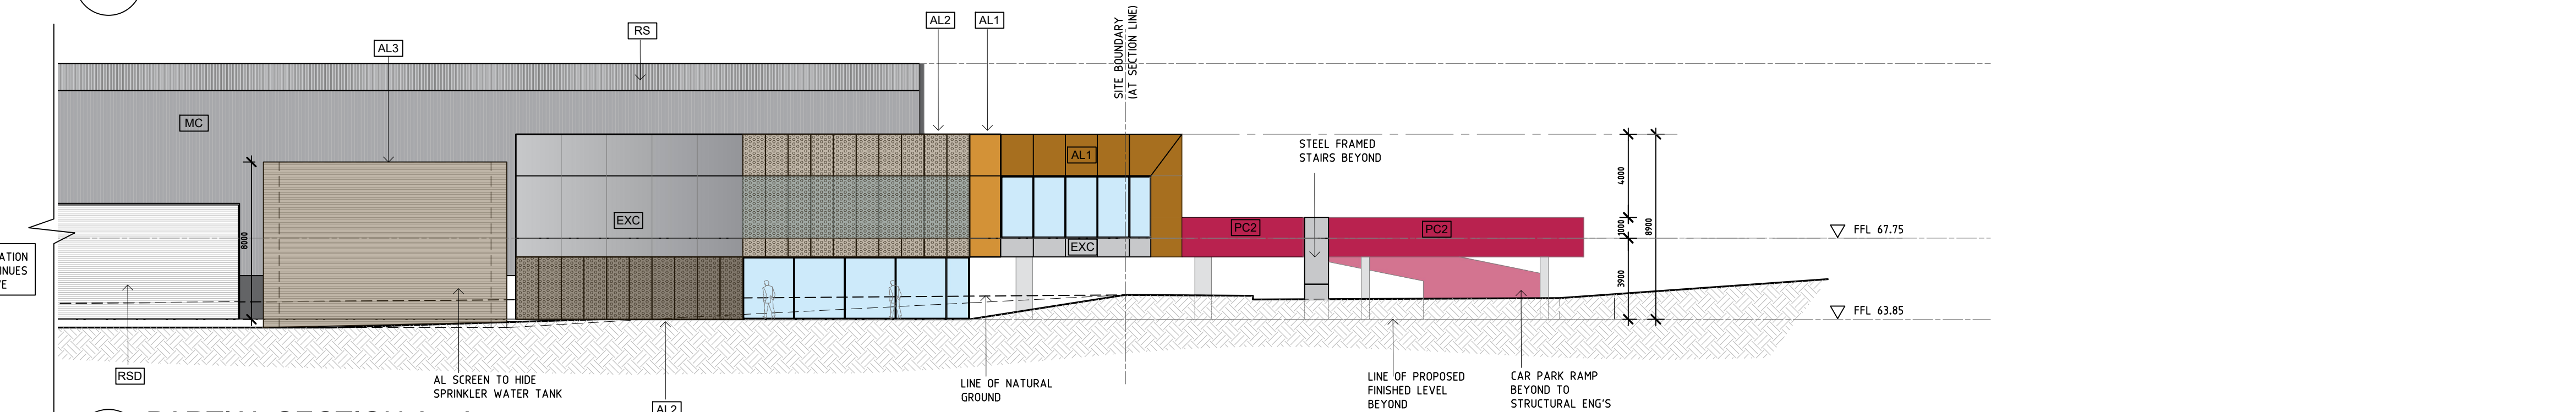 AL2
AL1
RS
AL3
SITE BOUNDARY
(AT SECTION LINE)
MC
STEEL FRAMED
STAIRS BEYOND
AL1
4000
EXC
PC2
PC2
1000
8900
8000
EXC
FFL 67.75
ATION
NUES
3900
FFL 63.85
RSD
AL SCREEN TO HIDE
SPRINKLER WATER TANK
LINE OF NATURAL
GROUND
LINE OF PROPOSED
FINISHED LEVEL
BEYOND
CAR PARK RAMP
BEYOND TO
STRUCTURAL ENG'S
AL2